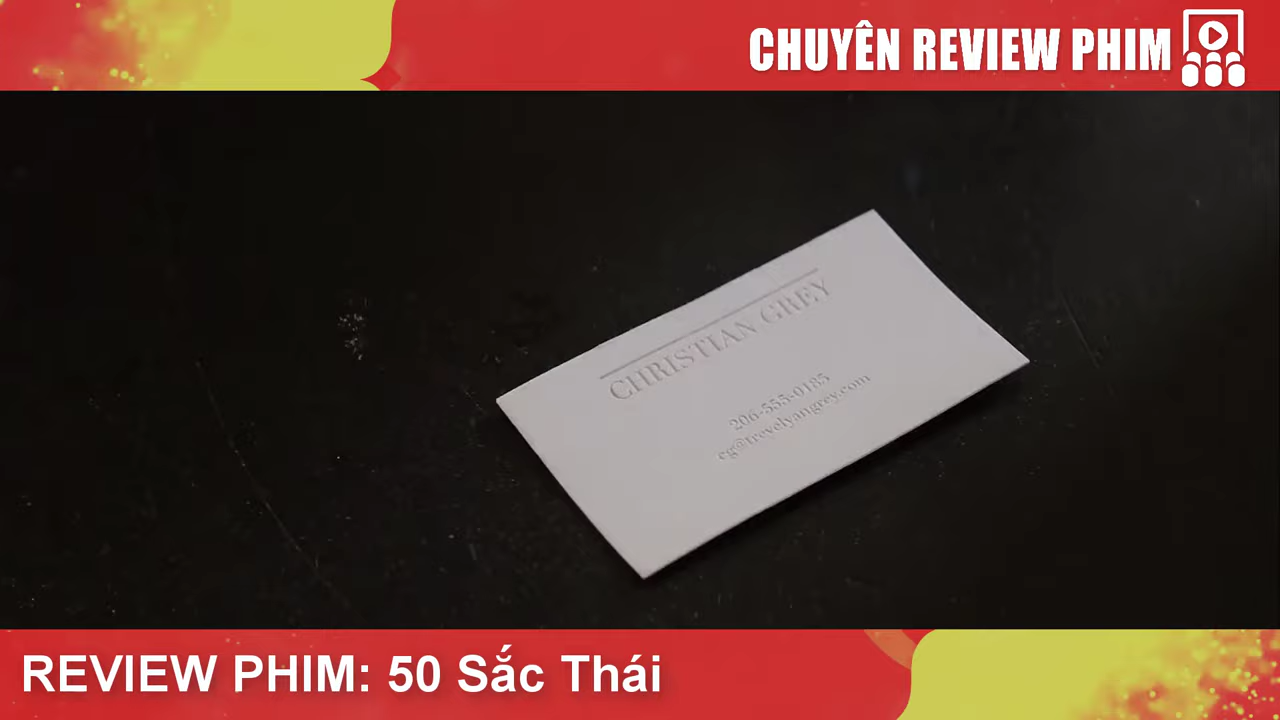 CHUYÊN REVIEW PHIM
CHRISTIAN GREY
206-555-0185
cg@trevelyangrey.com
REVIEW PHIM: 50 Sắc Thái